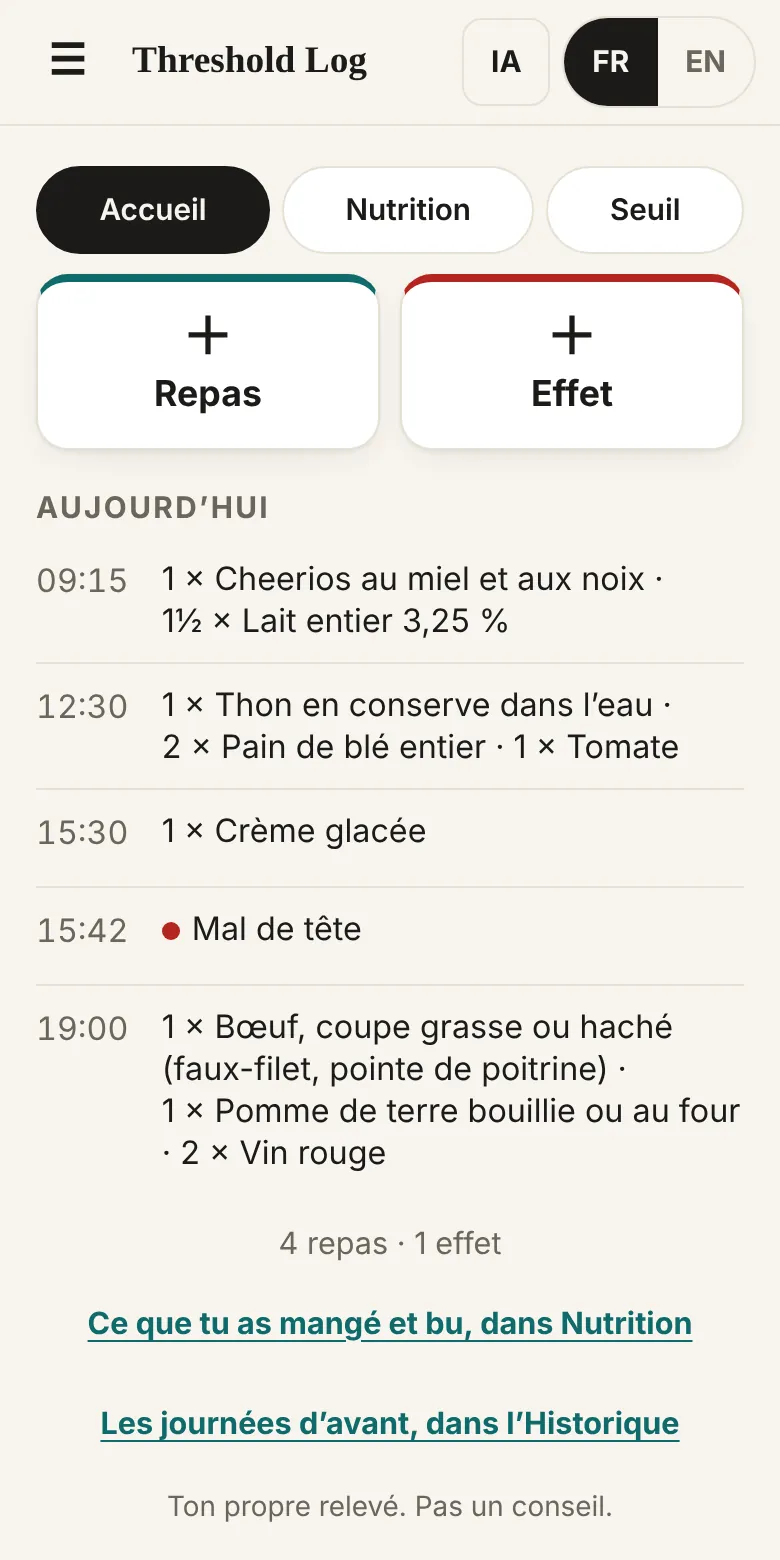 ☰ Threshold Log IA FR EN
Accueil Nutrition Seuil
+ +
Repas Effet
AUJOURD’HUI
09:15 1 × Cheerios au miel et aux noix ·
1½ × Lait entier 3,25 %
12:30 1 × Thon en conserve dans l’eau ·
2 × Pain de blé entier · 1 × Tomate
15:30 1 × Crème glacée
15:42 Mal de tête
19:00 1 × Bœuf, coupe grasse ou haché
(faux-filet, pointe de poitrine) ·
1 × Pomme de terre bouillie ou au four
· 2 × Vin rouge
4 repas · 1 effet
Ce que tu as mangé et bu, dans Nutrition
Les journées d’avant, dans l’Historique
Ton propre relevé. Pas un conseil.